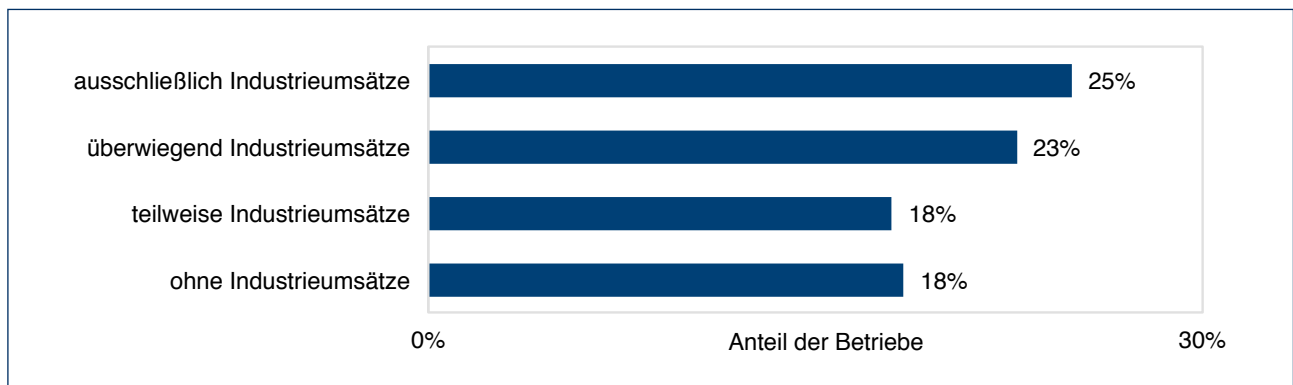 ausschließlich Industrieumsätze 25%
überwiegend Industrieumsätze 23%
teilweise Industrieumsätze 18%
ohne Industrieumsätze 18%
0% Anteil der Betriebe 30%